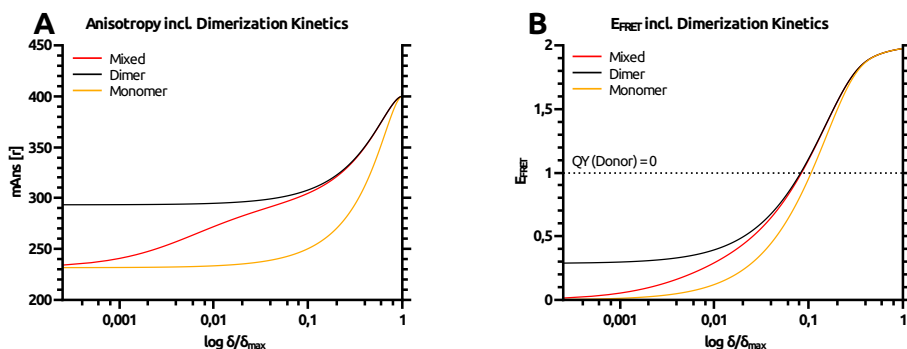 A
Anisotropy incl. Dimerization Kinetics
450
400
350
300
250
200
mAns [r]
Mixed
Dimer
Monomer
0,001
0,01
0,1
1
log δ/δmax
B
EFRET incl. Dimerization Kinetics
2
1,5
1
0,5
0
EFRET
Mixed
Dimer
Monomer
QY (Donor) = 0
0,001
0,01
0,1
1
log δ/δmax